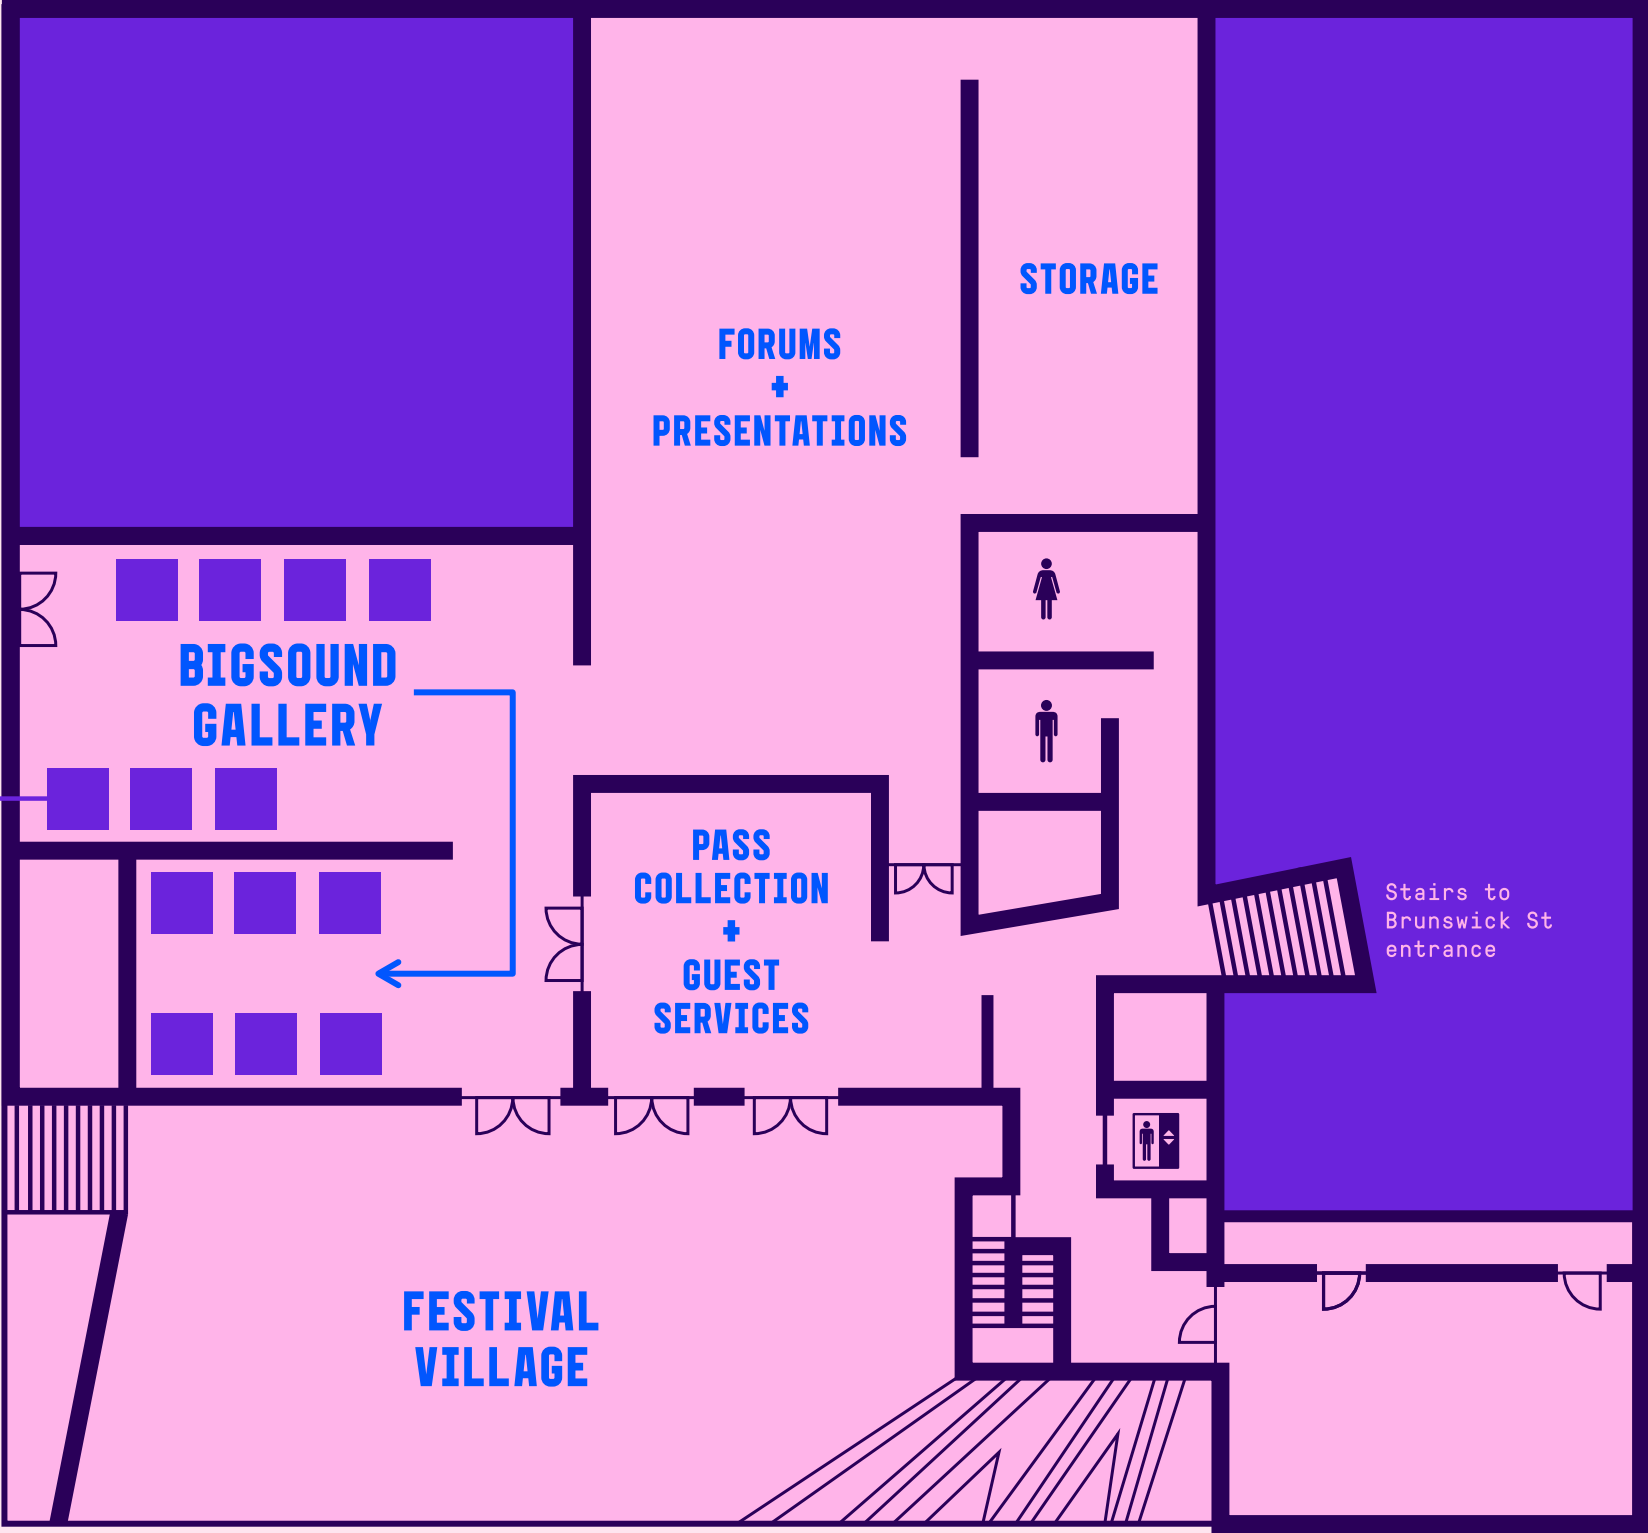 STORAGE
FORUMS
+
PRESENTATIONS
BIGSOUND
GALLERY
PASS
COLLECTION
+
GUEST
SERVICES
Stairs to
Brunswick St
entrance
FESTIVAL
VILLAGE